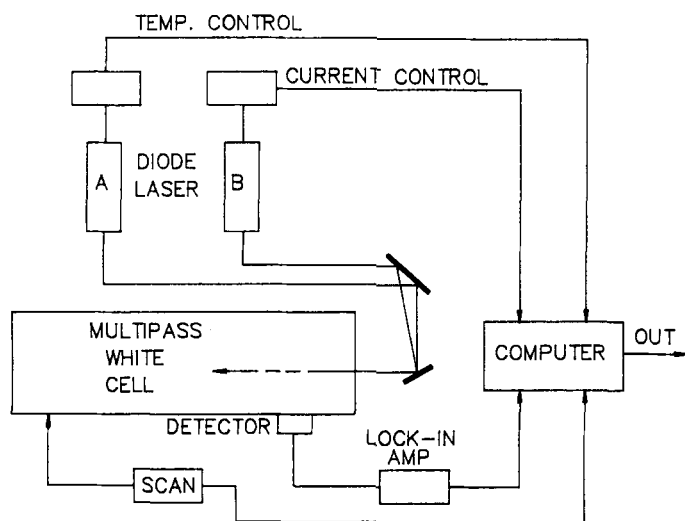 TEMP. CONTROL
CURRENT CONTROL
A
DIODE
LASER
B
MULTIPASS
WHITE
CELL
COMPUTER
OUT
DETECTOR
LOCK-IN
AMP
SCAN